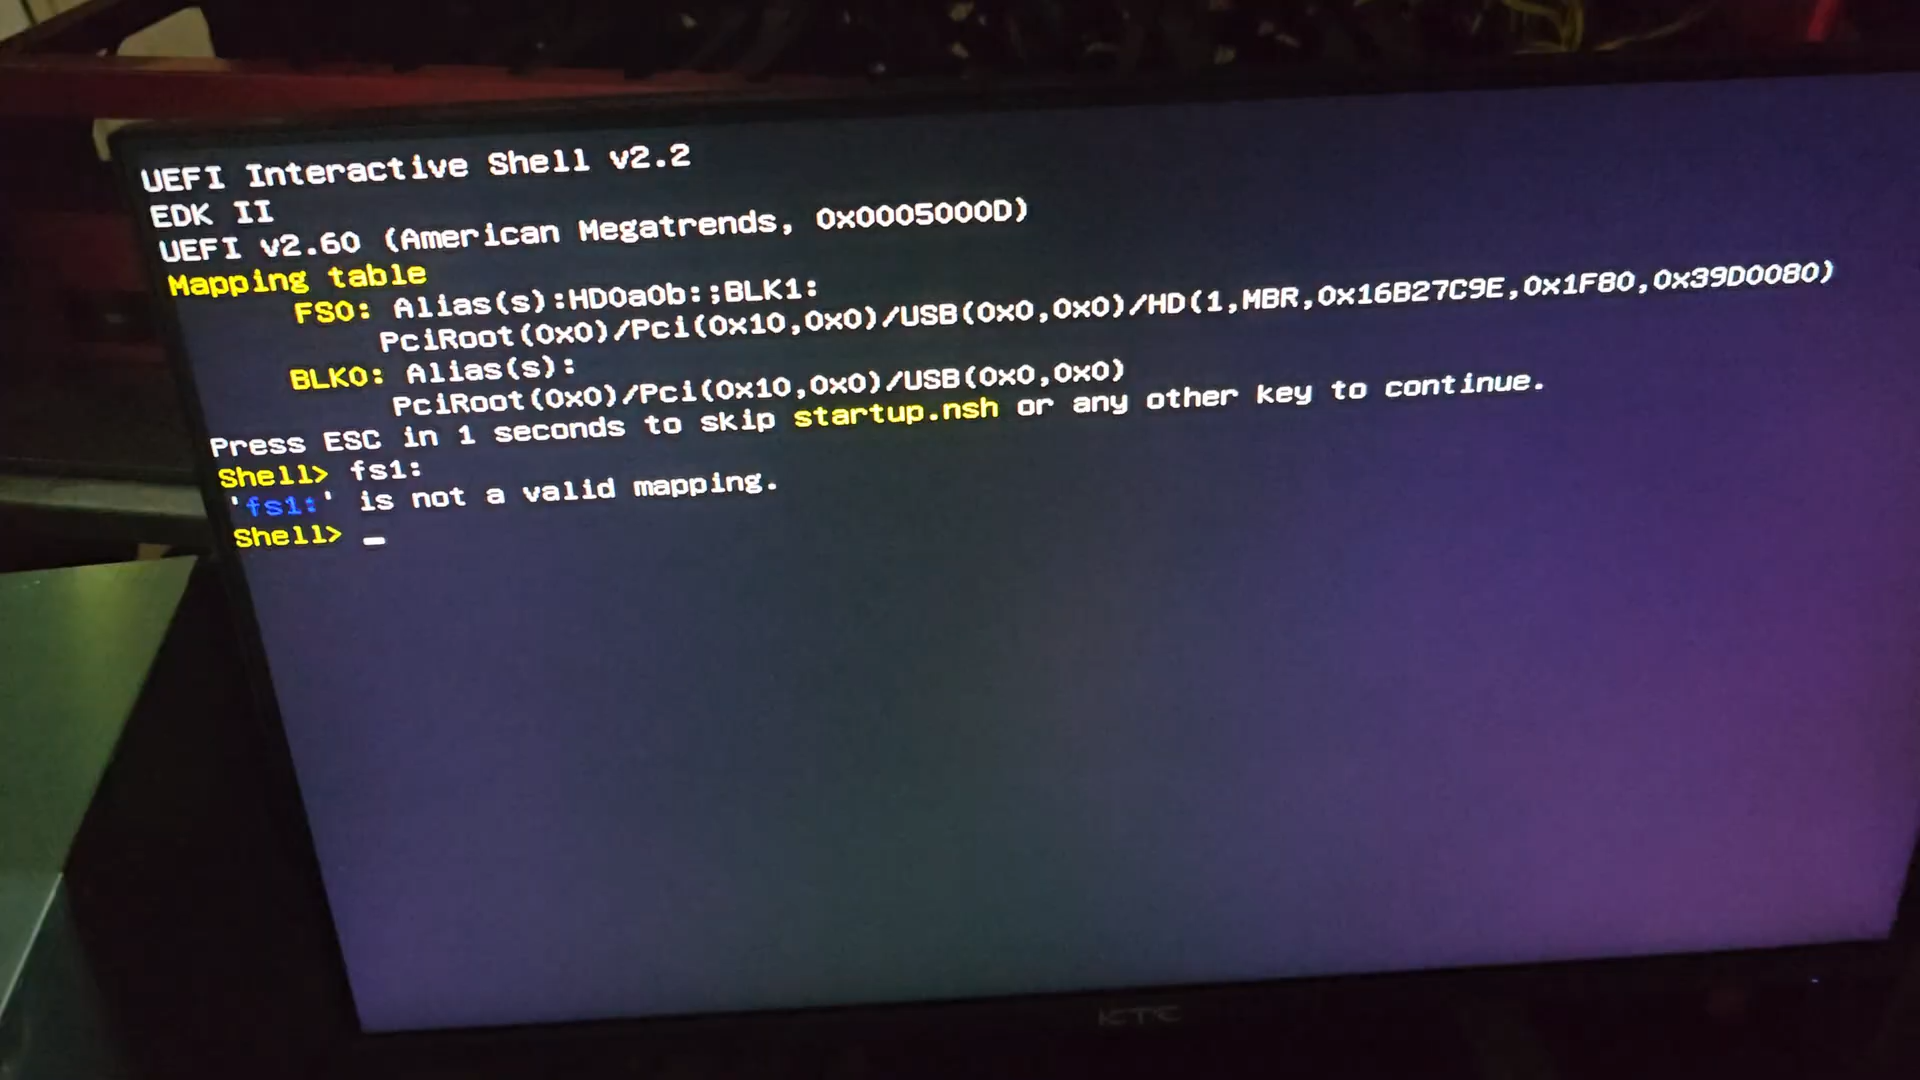 UEFI Interactive Shell v2.2
EDK II
UEFI v2.60 (American Megatrends, 0x0005000D)
Mapping table
FS0: Alias(s):HD0a0b:;BLK1:
PciRoot(0x0)/Pci(0x10,0x0)/USB(0x0,0x0)/HD(1,MBR,0x16B27C9E,0x1F80,0x39D0080)
BLK0: Alias(s):
PciRoot(0x0)/Pci(0x10,0x0)/USB(0x0,0x0)
Press ESC in 1 seconds to skip startup.nsh or any other key to continue.
Shell> fs1:
'fs1:' is not a valid mapping.
Shell> _
KTC